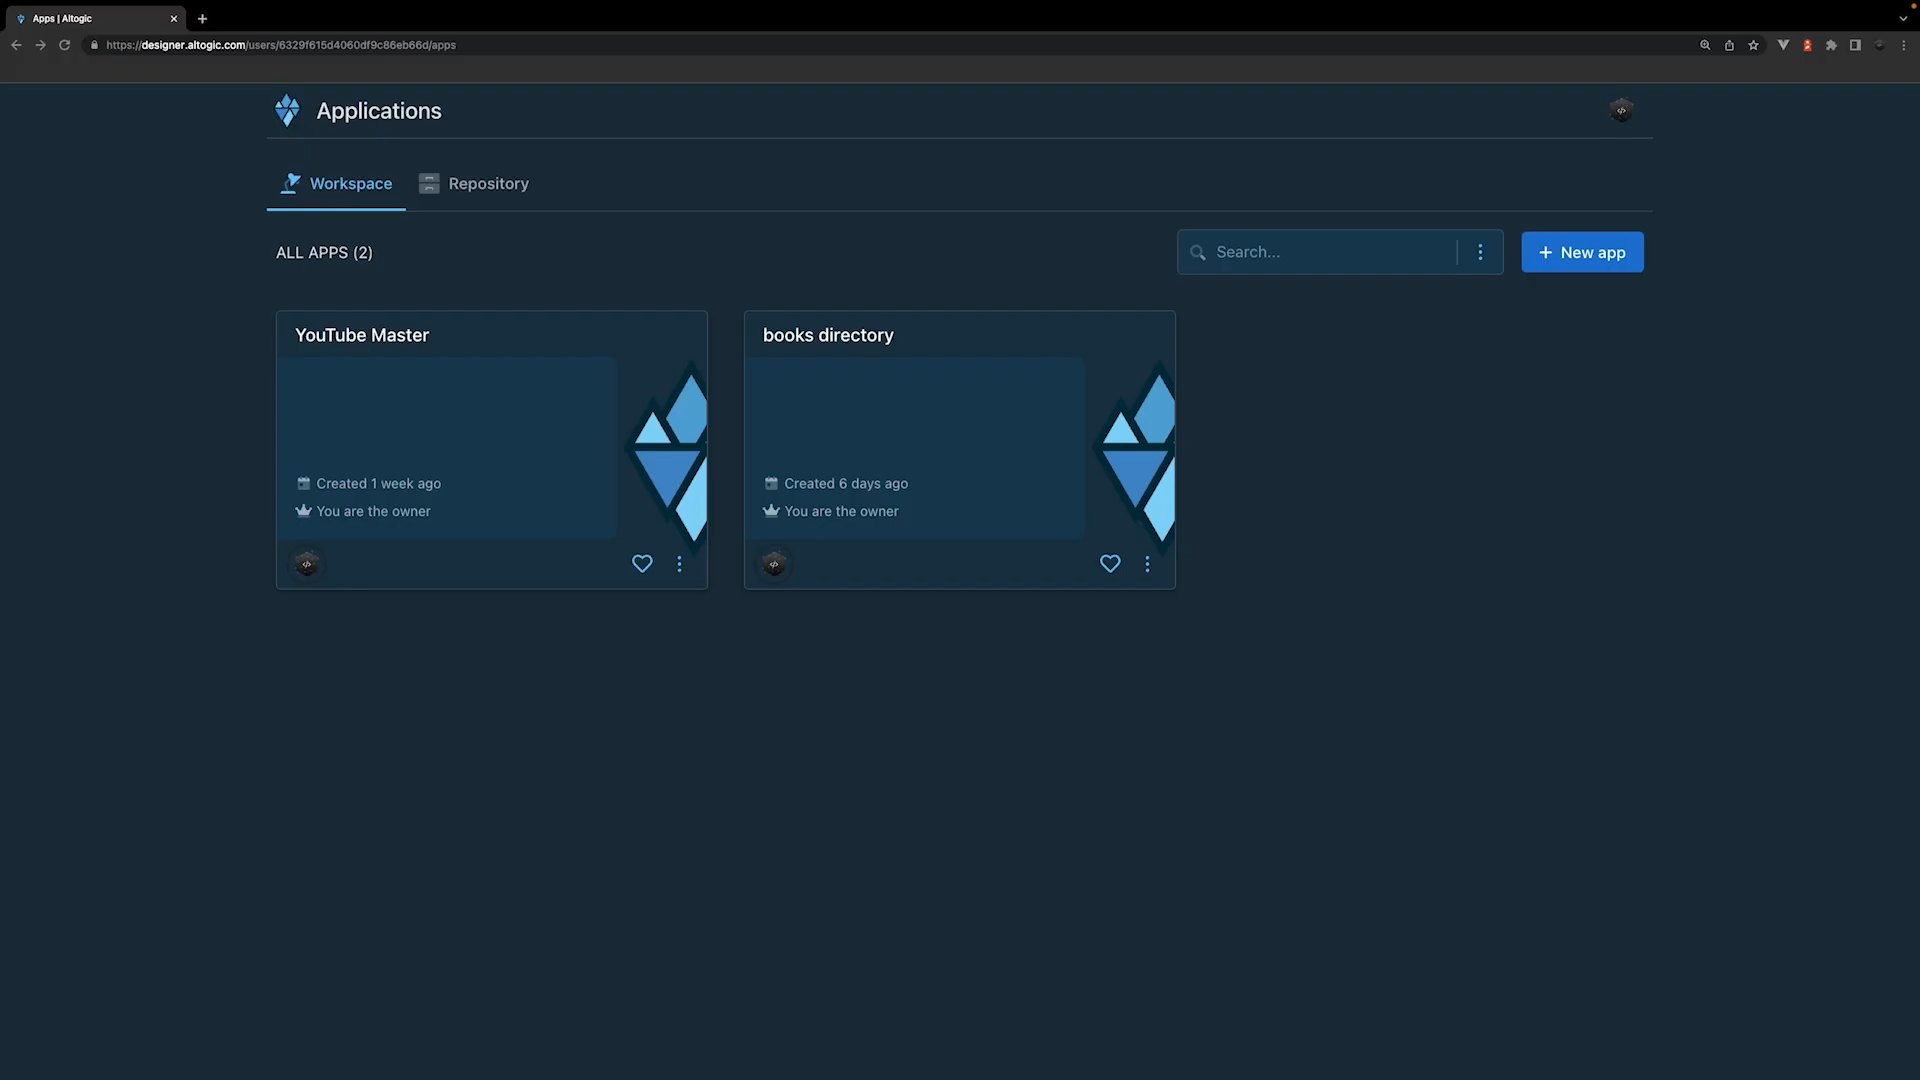 Apps | Altogic
https://designer.altogic.com/users/6329f615d4060df9c86eb66d/apps
Applications
Workspace
Repository
ALL APPS (2)
Search...
+ New app
YouTube Master
Created 1 week ago
You are the owner
books directory
Created 6 days ago
You are the owner